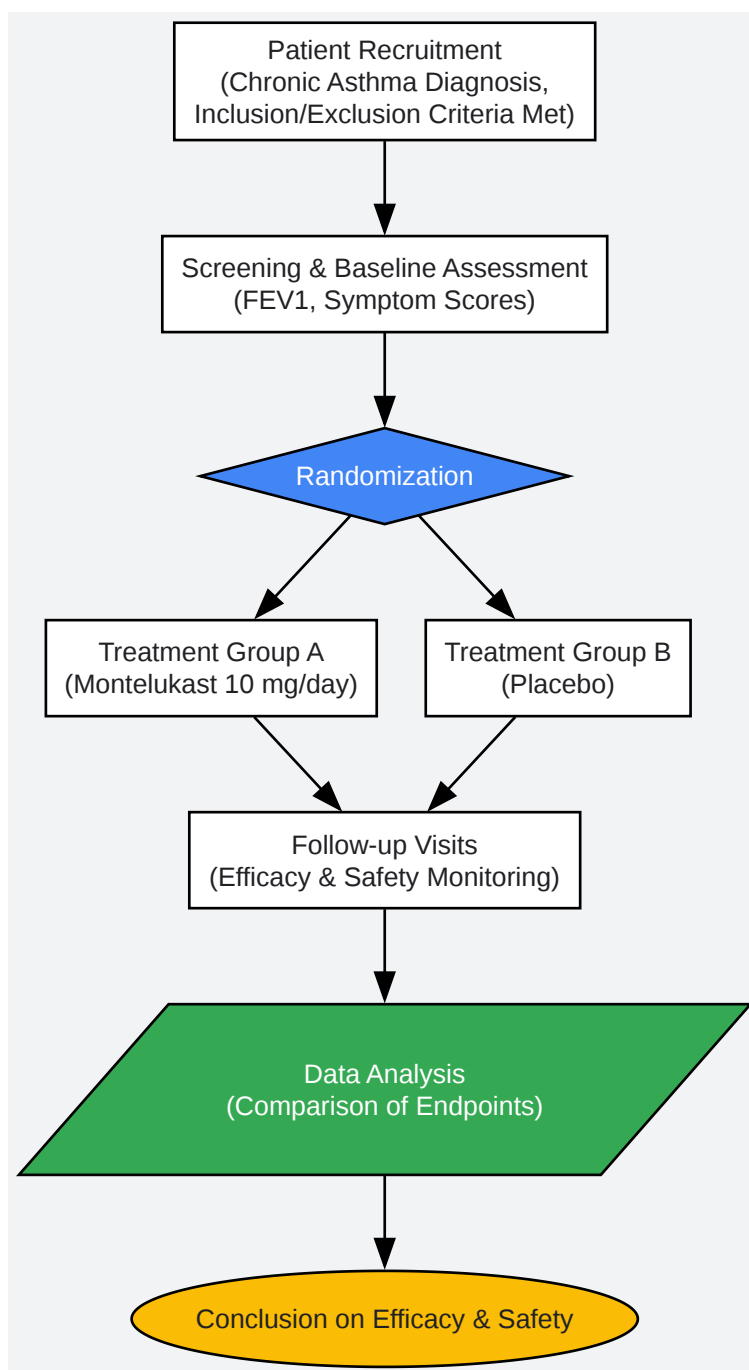 Patient Recruitment
(Chronic Asthma Diagnosis,
Inclusion/Exclusion Criteria Met)
Screening & Baseline Assessment
(FEV1, Symptom Scores)
Randomization
Treatment Group A
(Montelukast 10 mg/day)
Treatment Group B
(Placebo)
Follow-up Visits
(Efficacy & Safety Monitoring)
Data Analysis
(Comparison of Endpoints)
Conclusion on Efficacy & Safety